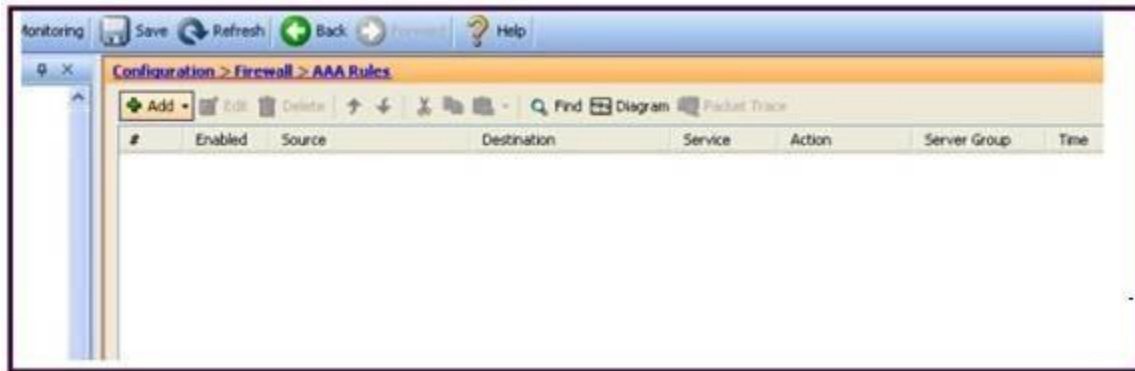 Monitoring Save Refresh Back Forward Help
Configuration > Firewall > AAA Rules
Add Edit Delete Find Diagram Packet Trace
# Enabled Source Destination Service Action Server Group Time